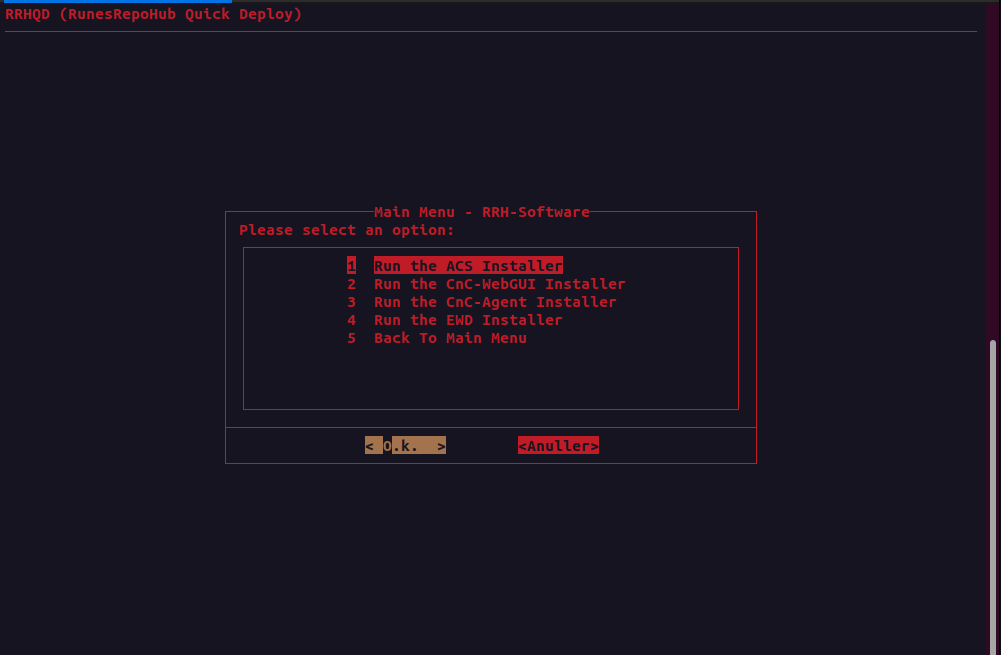 RRHQD (RunesRepoHub Quick Deploy)
Main Menu - RRH-Software
Please select an option:
1 Run the ACS Installer
2 Run the CnC-WebGUI Installer
3 Run the CnC-Agent Installer
4 Run the EWD Installer
5 Back To Main Menu
< O.k. > <Anuller>